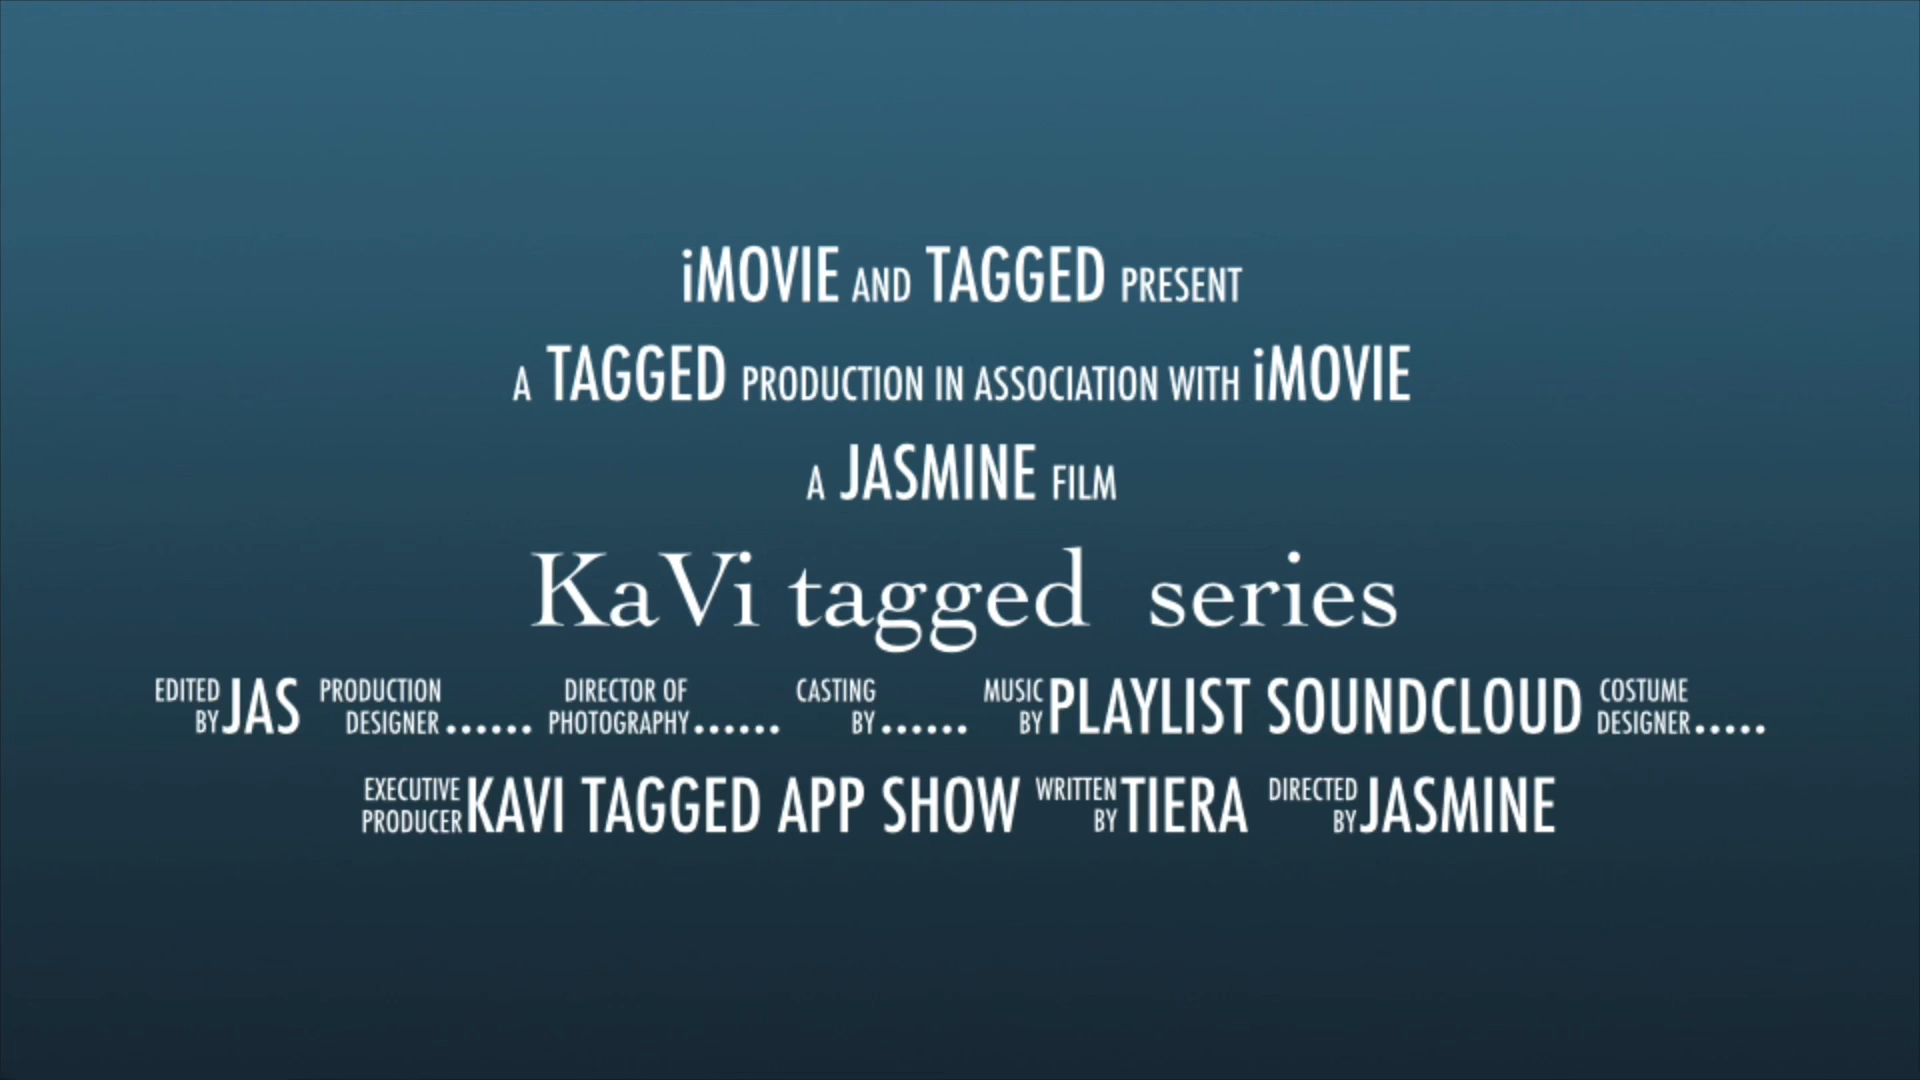 iMOVIE AND TAGGED PRESENT
A TAGGED PRODUCTION IN ASSOCIATION WITH iMOVIE
A JASMINE FILM
KaVi tagged  series
EDITED BY JAS PRODUCTION DESIGNER...... DIRECTOR OF PHOTOGRAPHY...... CASTING BY...... MUSIC BY PLAYLIST SOUNDCLOUD COSTUME DESIGNER.....
EXECUTIVE PRODUCER KAVI TAGGED APP SHOW WRITTEN BY TIERA DIRECTED BY JASMINE